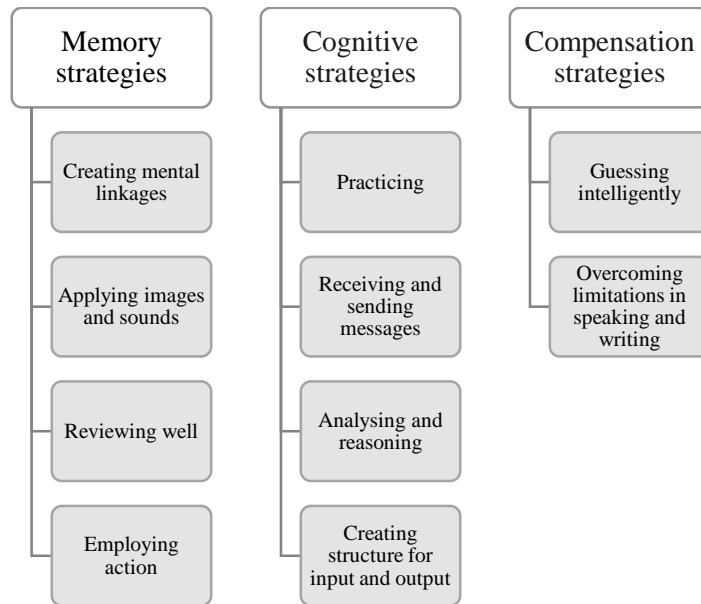 Memory
strategies
Creating mental
linkages
Applying images
and sounds
Reviewing well
Employing
action
Cognitive
strategies
Practicing
Receiving and
sending
messages
Analysing and
reasoning
Creating
structure for
input and output
Compensation
strategies
Guessing
intelligently
Overcoming
limitations in
speaking and
writing